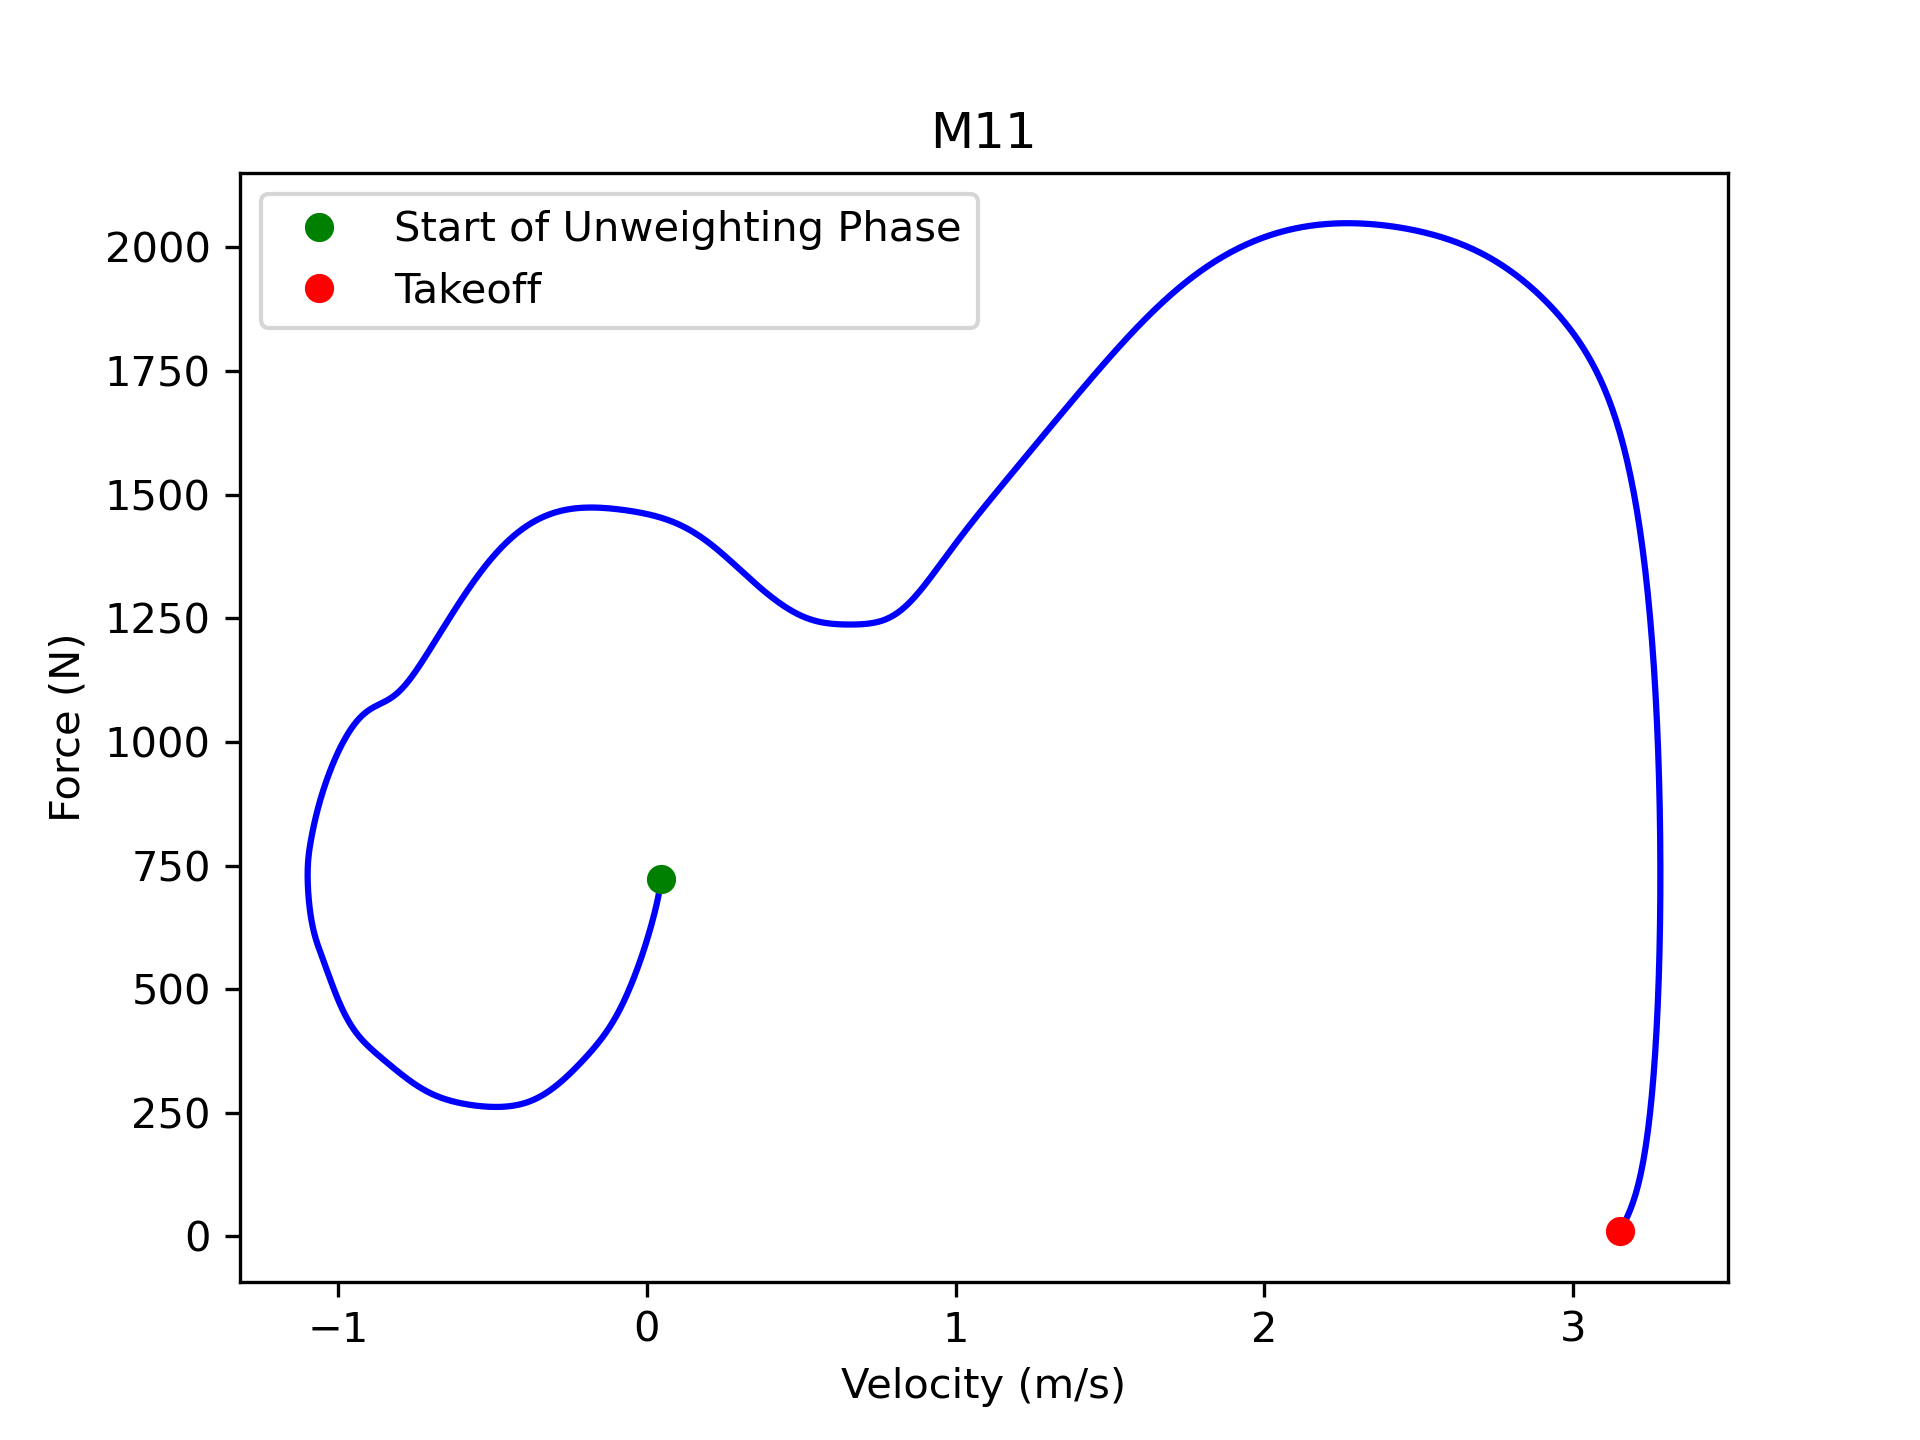 M11
Start of Unweighting Phase
Takeoff
2000
1750
1500
1250
1000
750
500
250
0
Force (N)
−1 0 1 2 3
Velocity (m/s)